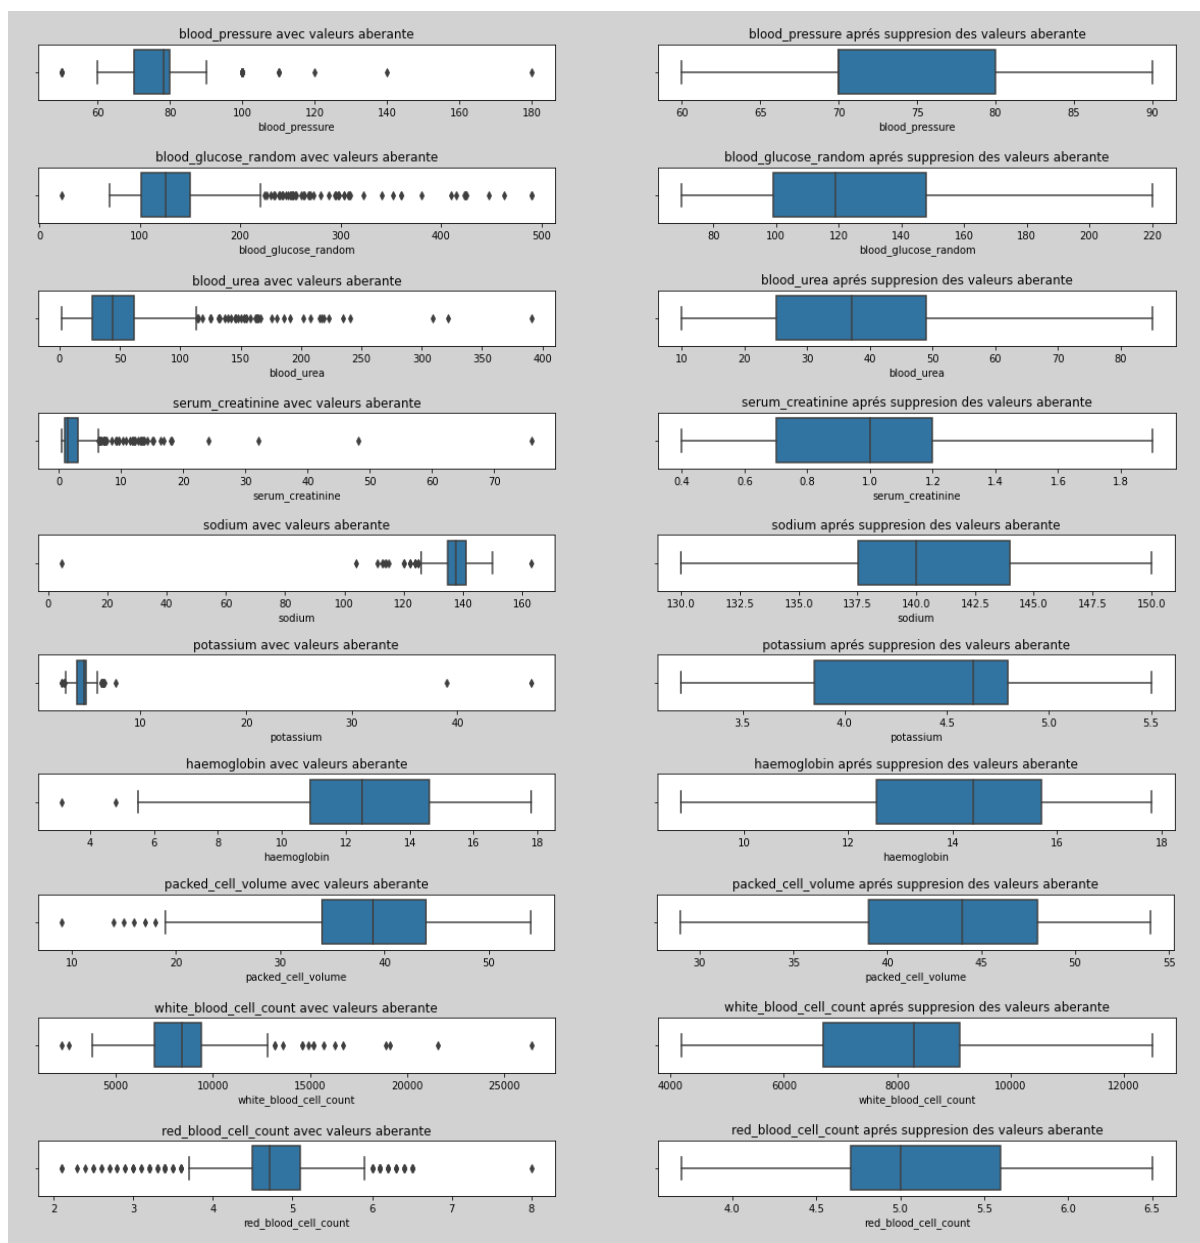 blood_pressure avec valeurs aberante
60 80 100 120 140 160 180
blood_pressure
blood_pressure aprés suppresion des valeurs aberante
60 65 70 75 80 85 90
blood_pressure
blood_glucose_random avec valeurs aberante
0 100 200 300 400 500
blood_glucose_random
blood_glucose_random aprés suppresion des valeurs aberante
80 100 120 140 160 180 200 220
blood_glucose_random
blood_urea avec valeurs aberante
0 50 100 150 200 250 300 350 400
blood_urea
blood_urea aprés suppresion des valeurs aberante
10 20 30 40 50 60 70 80
blood_urea
serum_creatinine avec valeurs aberante
0 10 20 30 40 50 60 70
serum_creatinine
serum_creatinine aprés suppresion des valeurs aberante
0.4 0.6 0.8 1.0 1.2 1.4 1.6 1.8
serum_creatinine
sodium avec valeurs aberante
0 20 40 60 80 100 120 140 160
sodium
sodium aprés suppresion des valeurs aberante
130.0 132.5 135.0 137.5 140.0 142.5 145.0 147.5 150.0
sodium
potassium avec valeurs aberante
10 20 30 40
potassium
potassium aprés suppresion des valeurs aberante
3.5 4.0 4.5 5.0 5.5
potassium
haemoglobin avec valeurs aberante
4 6 8 10 12 14 16 18
haemoglobin
haemoglobin aprés suppresion des valeurs aberante
10 12 14 16 18
haemoglobin
packed_cell_volume avec valeurs aberante
10 20 30 40 50
packed_cell_volume
packed_cell_volume aprés suppresion des valeurs aberante
30 35 40 45 50 55
packed_cell_volume
white_blood_cell_count avec valeurs aberante
5000 10000 15000 20000 25000
white_blood_cell_count
white_blood_cell_count aprés suppresion des valeurs aberante
4000 6000 8000 10000 12000
white_blood_cell_count
red_blood_cell_count avec valeurs aberante
2 3 4 5 6 7 8
red_blood_cell_count
red_blood_cell_count aprés suppresion des valeurs aberante
4.0 4.5 5.0 5.5 6.0 6.5
red_blood_cell_count